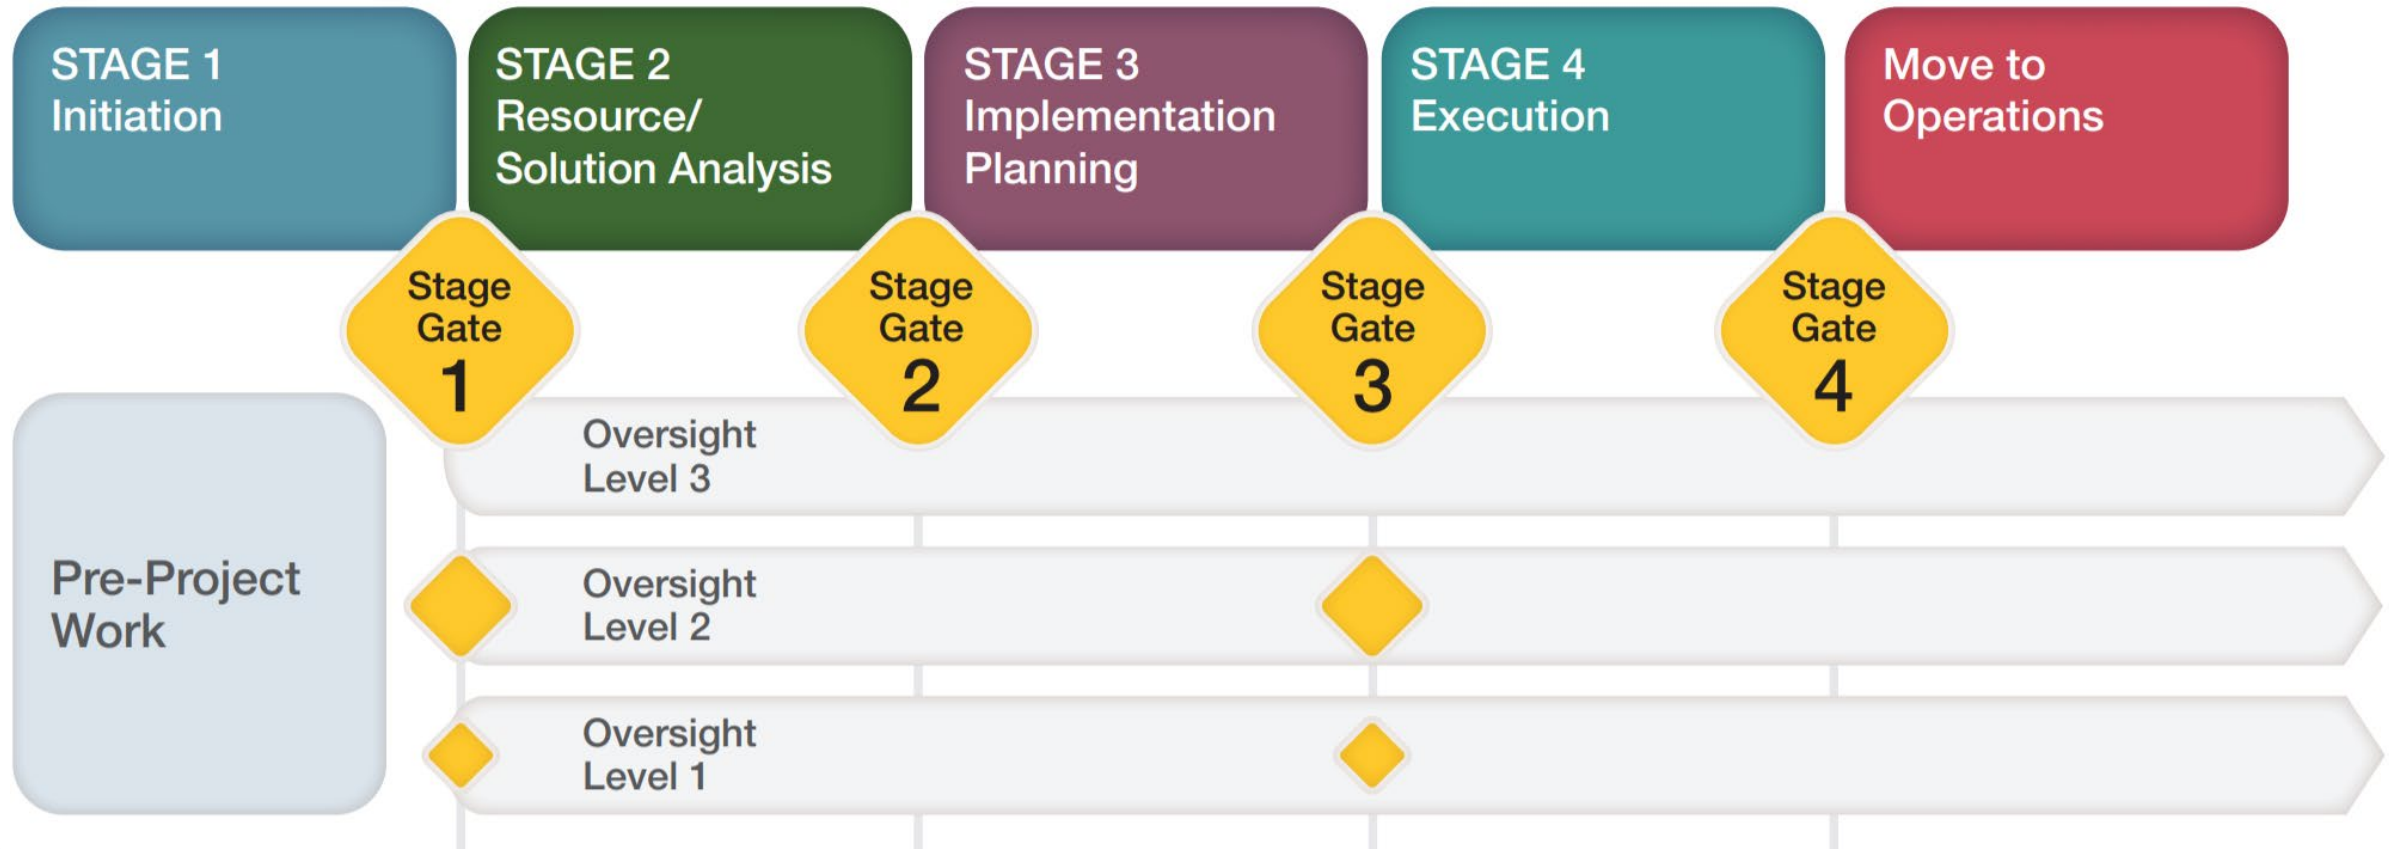 STAGE 1
Initiation
STAGE 2
Resource/
Solution Analysis
STAGE 3
Implementation
Planning
STAGE 4
Execution
Move to
Operations
Stage
Gate
1
Stage
Gate
2
Stage
Gate
3
Stage
Gate
4
Pre-Project
Work
Oversight
Level 3
Oversight
Level 2
Oversight
Level 1